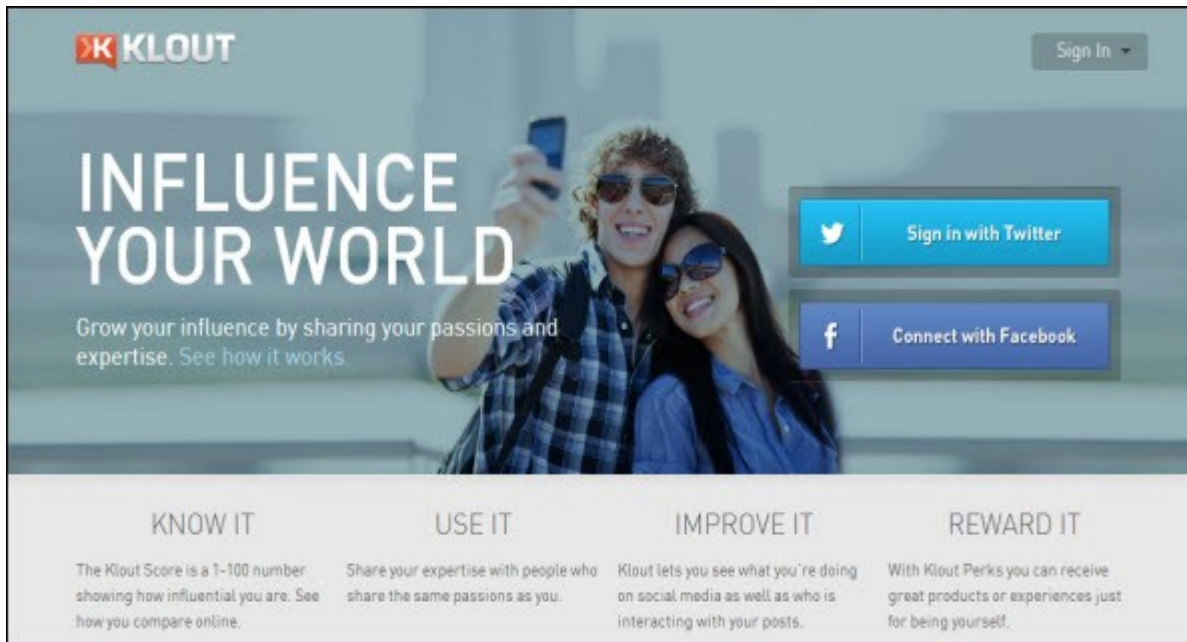 KLOUT
Sign In
INFLUENCE
YOUR WORLD
Grow your influence by sharing your passions and
expertise. See how it works.
Sign in with Twitter
Connect with Facebook
KNOW IT
The Klout Score is a 1-100 number
showing how influential you are. See
how you compare online.
USE IT
Share your expertise with people who
share the same passions as you.
IMPROVE IT
Klout lets you see what you're doing
on social media as well as who is
interacting with your posts.
REWARD IT
With Klout Perks you can receive
great products or experiences just
for being yourself.